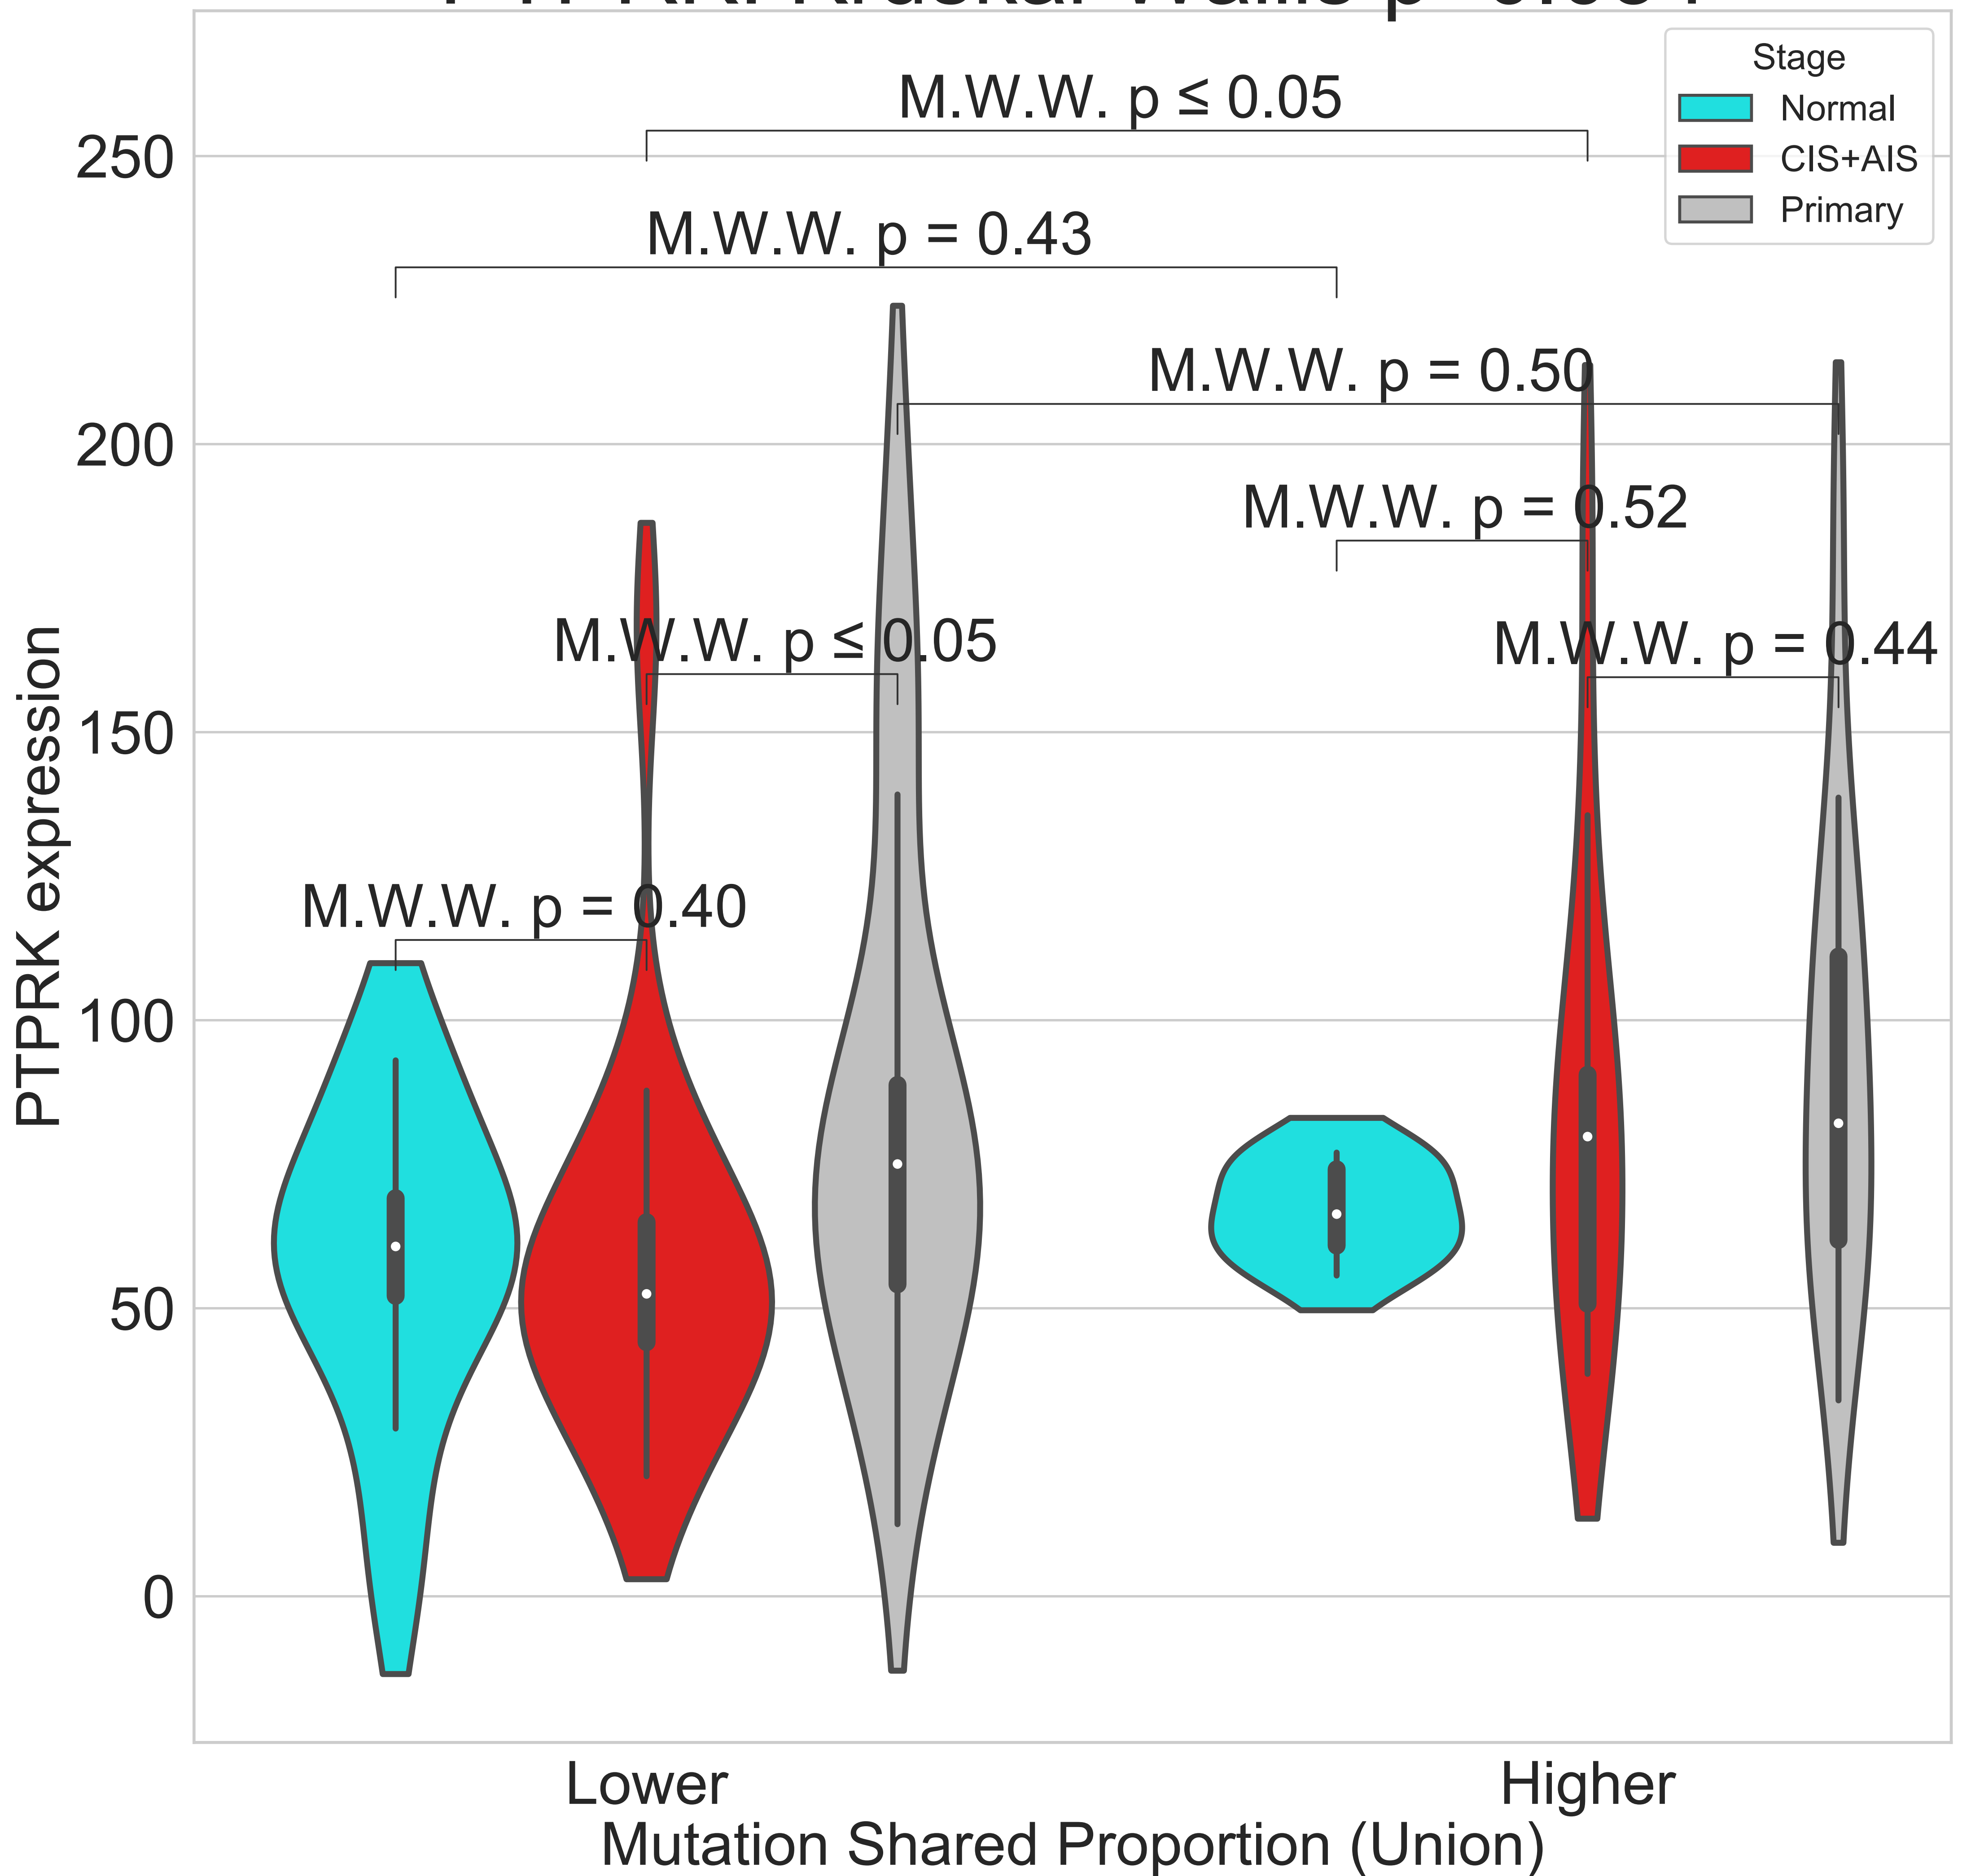 Stage
Normal
CIS+AIS
Primary
M.W.W. p ≤ 0.05
M.W.W. p = 0.43
M.W.W. p = 0.50
M.W.W. p = 0.52
M.W.W. p ≤ 0.05
M.W.W. p = 0.44
M.W.W. p = 0.40
250
200
150
100
50
0
PTPRK expression
Lower
Higher
Mutation Shared Proportion (Union)